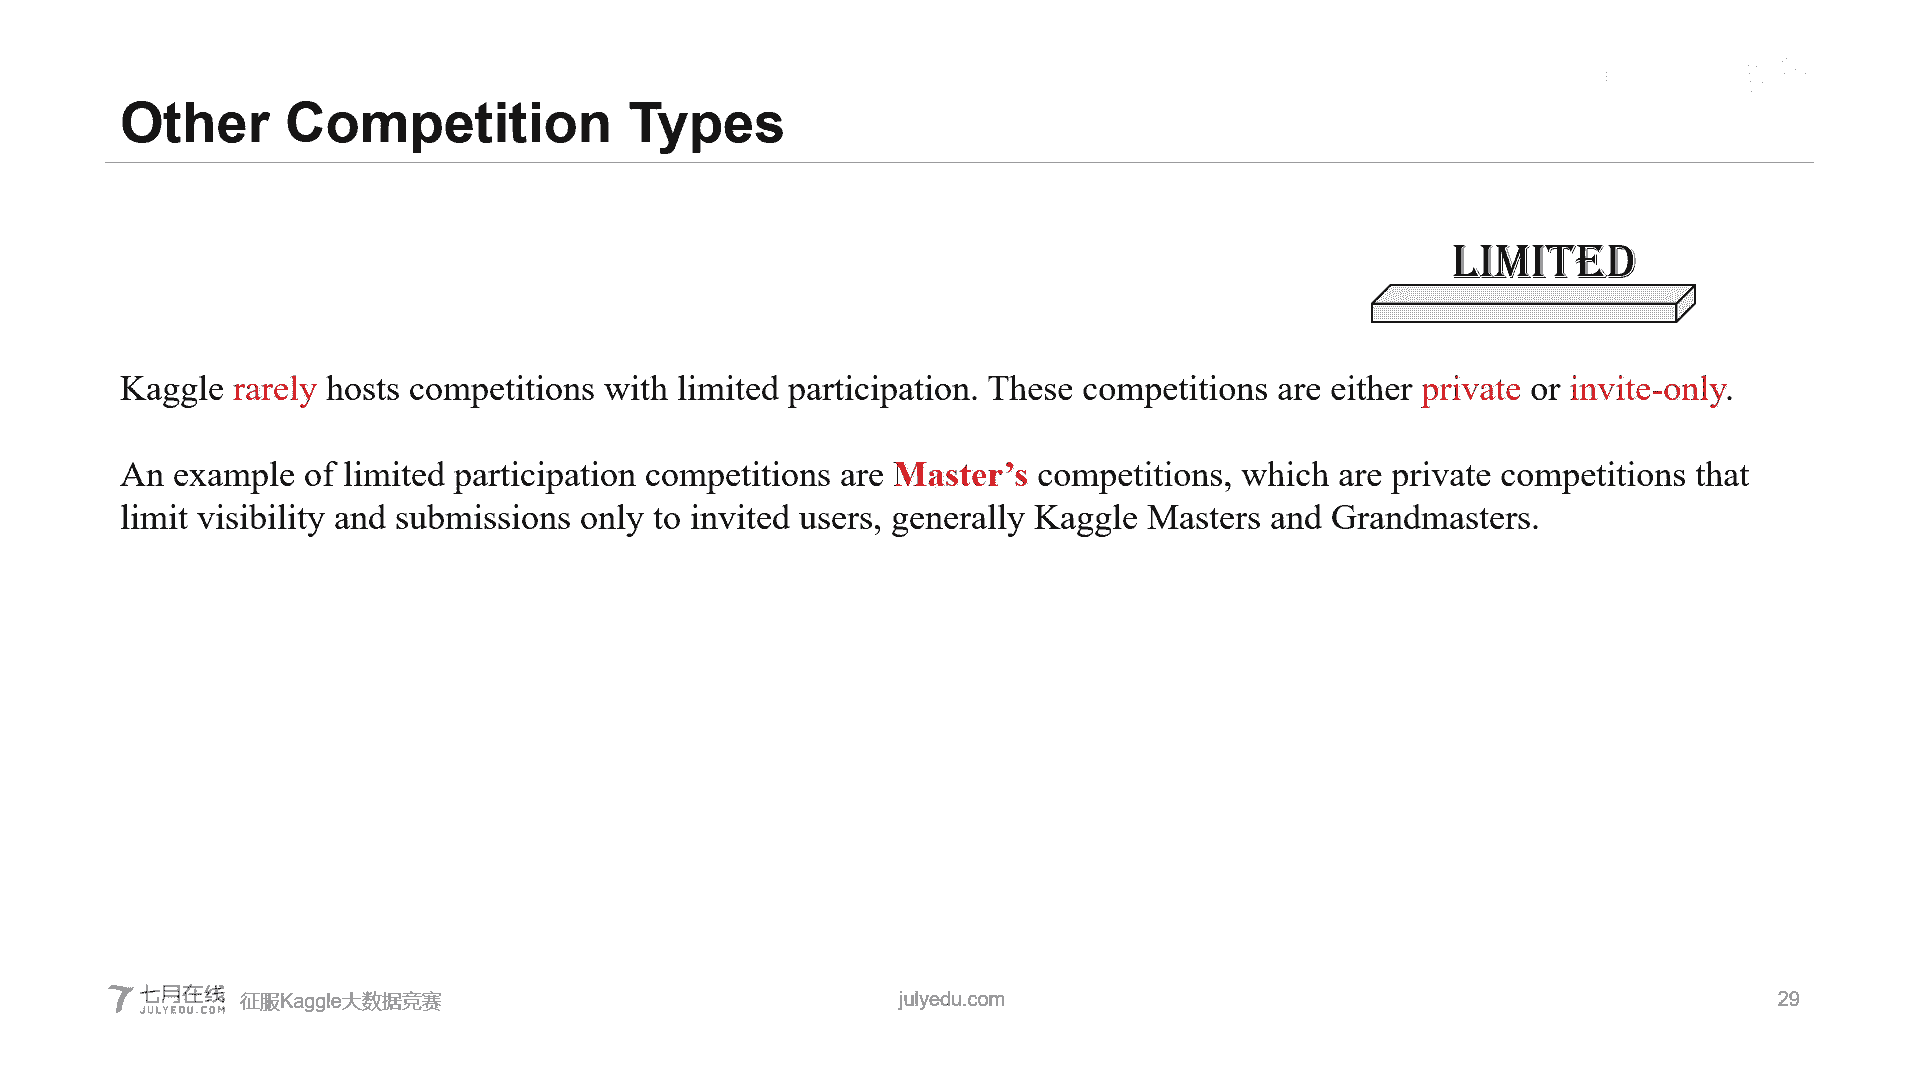 Other Competition Types
LIMITED
Kaggle rarely hosts competitions with limited participation. These competitions are either private or invite-only.
An example of limited participation competitions are Master’s competitions, which are private competitions that
limit visibility and submissions only to invited users, generally Kaggle Masters and Grandmasters.
七月在线
JULYEDU.COM
征服Kaggle大数据竞赛
julyedu.com
29